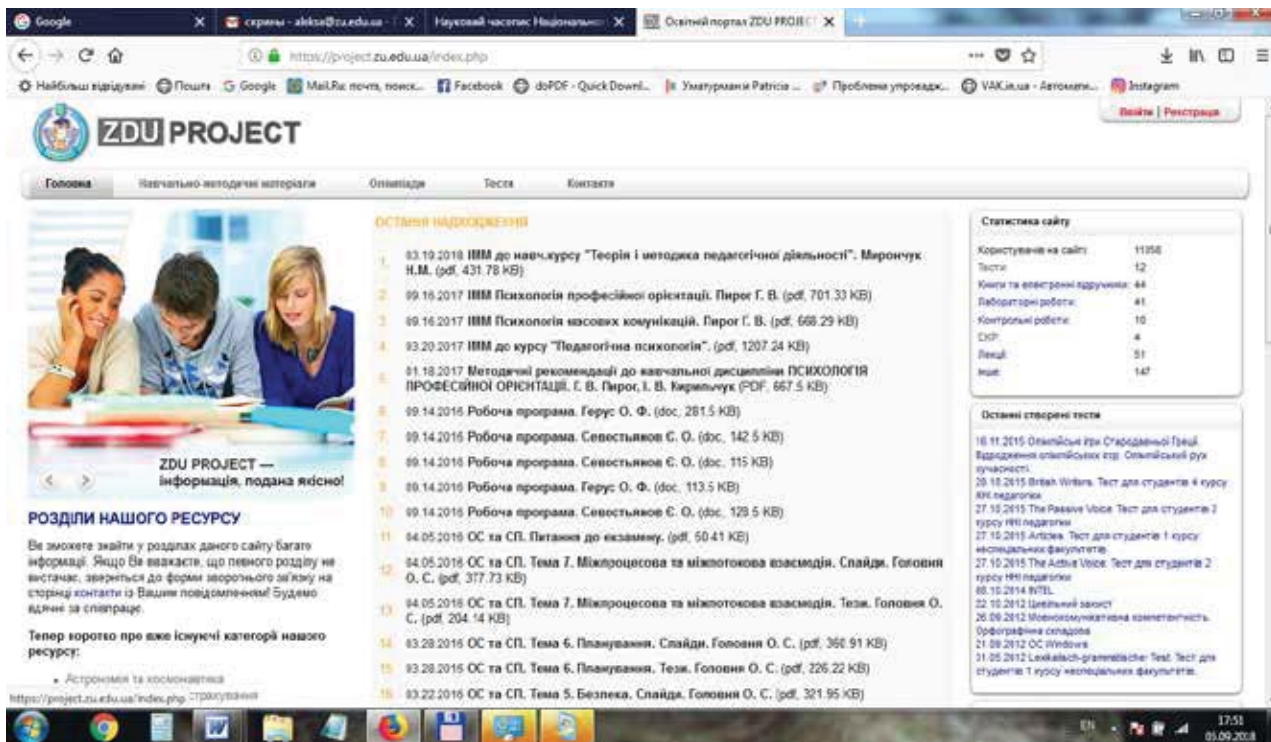 Google
скрины - aleksa@zu.edu.ua -
Науковий часопис Національно
Освітній портал ZDU PROJECT
https://project.zu.edu.ua/index.php
Найбільш відвідувані
Пошта
Google
Mail.Ru: почта, поиск...
Facebook
doPDF - Quick Downl...
Уматурман и Patricia ...
Проблема упровадж...
VAK.in.ua - Автомати...
Instagram
Ввійти | Реєстрація
ZDU PROJECT
Головна
Навчально-методичні матеріали
Олімпіади
Тести
Контакти
ZDU PROJECT —
інформація, подана якісно!
РОЗДІЛИ НАШОГО РЕСУРСУ
Ви зможете знайти у розділах даного сайту багато
інформації. Якщо Ви вважаєте, що певного розділу не
вистачає, зверніться до форми зворотнього зв'язку на
сторінці контакти із Вашим повідомленням! Будемо
вдячні за співпрацю.
Тепер коротко про вже існуючі категорії нашого
ресурсу:
Астрономія та космонавтика
страхування
https://project.zu.edu.ua/index.php
ОСТАННІ НАДХОДЖЕННЯ
1. 03.19.2018 ІММ до навч.курсу "Теорія і методика педагогічної діяльності". Мирончук
Н.М. (pdf, 431.78 KB)
2. 09.16.2017 ІММ Психологія професійної орієнтації. Пирог Г. В. (pdf, 701.33 KB)
3. 09.16.2017 ІММ Психологія масових комунікацій. Пирог Г. В. (pdf, 668.29 KB)
4. 03.20.2017 ІММ до курсу "Педагогічна психологія". (pdf, 1207.24 KB)
5. 01.18.2017 Методичні рекомендації до навчальної дисципліни ПСИХОЛОГІЯ
ПРОФЕСІЙНОЇ ОРІЄНТАЦІЇ. Г. В. Пирог, І. В. Кирильчук (PDF, 667.5 KB)
6. 09.14.2016 Робоча програма. Герус О. Ф. (doc, 281.5 KB)
7. 09.14.2016 Робоча програма. Севостьянов Є. О. (doc, 142.5 KB)
8. 09.14.2016 Робоча програма. Севостьянов Є. О. (doc, 115 KB)
9. 09.14.2016 Робоча програма. Герус О. Ф. (doc, 113.5 KB)
10. 09.14.2016 Робоча програма. Севостьянов Є. О. (doc, 128.5 KB)
11. 04.05.2016 ОС та СП. Питання до екзамену. (pdf, 50.41 KB)
12. 04.05.2016 ОС та СП. Тема 7. Міжпроцесова та міжпотокова взаємодія. Слайди. Головня
О. С. (pdf, 377.73 KB)
13. 04.05.2016 ОС та СП. Тема 7. Міжпроцесова та міжпотокова взаємодія. Тези. Головня О.
С. (pdf, 204.14 KB)
14. 03.28.2016 ОС та СП. Тема 6. Планування. Слайди. Головня О. С. (pdf, 360.91 KB)
15. 03.28.2016 ОС та СП. Тема 6. Планування. Тези. Головня О. С. (pdf, 226.22 KB)
16. 03.22.2016 ОС та СП. Тема 5. Безпека. Слайди. Головня О. С. (pdf, 321.95 KB)
Статистика сайту
Користувачів на сайті: 11358
Тести: 12
Книги та електронні підручники: 44
Лабораторні роботи: 41
Контрольні роботи: 10
4
Лекції: 51
Інше: 147
Останні створені тести
16.11.2015 Олімпійські ігри Стародавньої Греції.
Відродження олімпійських ігор. Олімпійський рух
сучасності.
28.10.2015 British Writers. Тест для студентів 4 курсу
ННІ педагогіки
27.10.2015 The Passive Voice. Тест для студентів 2
курсу ННІ педагогіки
27.10.2015 Articles. Тест для студентів 1 курсу
неспеціальних факультетів
27.10.2015 The Active Voice. Тест для студентів 2
курсу ННІ педагогіки
08.10.2014 INTEL
22.10.2012 Цивільний захист
26.09.2012 Мовнокомунікативна компетентність.
Орфографічна складова
21.09.2012 ОС Windows
31.05.2012 Lexikalisch-grammatischer Test. Тест для
студентів 1 курсу неспеціальних факультетів.
EN
17:51
05.09.2018